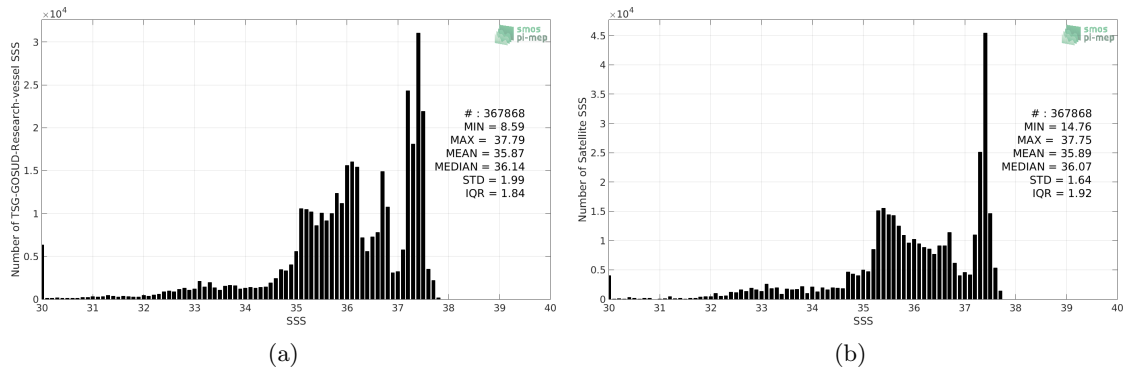 ×10⁴
smos
pi-mep
Number of TSG-GOSUD-Research-vessel SSS
3
2.5
2
1.5
1
0.5
0
# : 367868
MIN = 8.59
MAX = 37.79
MEAN = 35.87
MEDIAN = 36.14
STD = 1.99
IQR = 1.84
30 31 32 33 34 35 36 37 38 39 40
SSS
(a)
×10⁴
smos
pi-mep
Number of Satellite SSS
4.5
4
3.5
3
2.5
2
1.5
1
0.5
0
# : 367868
MIN = 14.76
MAX = 37.75
MEAN = 35.89
MEDIAN = 36.07
STD = 1.64
IQR = 1.92
30 31 32 33 34 35 36 37 38 39 40
SSS
(b)